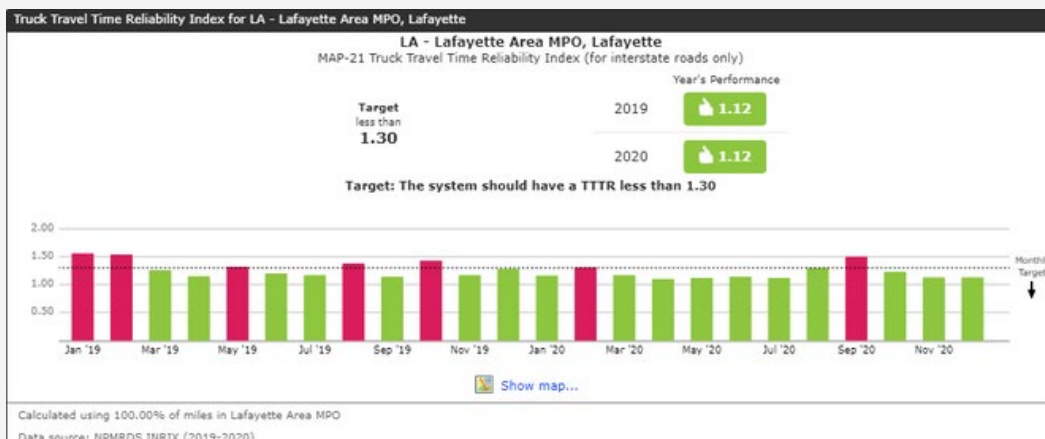 Truck Travel Time Reliability Index for LA - Lafayette Area MPO, Lafayette
LA - Lafayette Area MPO, Lafayette
MAP-21 Truck Travel Time Reliability Index (for interstate roads only)
Year's Performance
Target
less than
1.30
2019 1.12
2020 1.12
Target: The system should have a TTTR less than 1.30
2.00
1.50
1.00
0.50
Monthly
Target
Jan '19 Mar '19 May '19 Jul '19 Sep '19 Nov '19 Jan '20 Mar '20 May '20 Jul '20 Sep '20 Nov '20
Show map...
Calculated using 100.00% of miles in Lafayette Area MPO
Data source: NPMRDS INRIX (2019-2020)